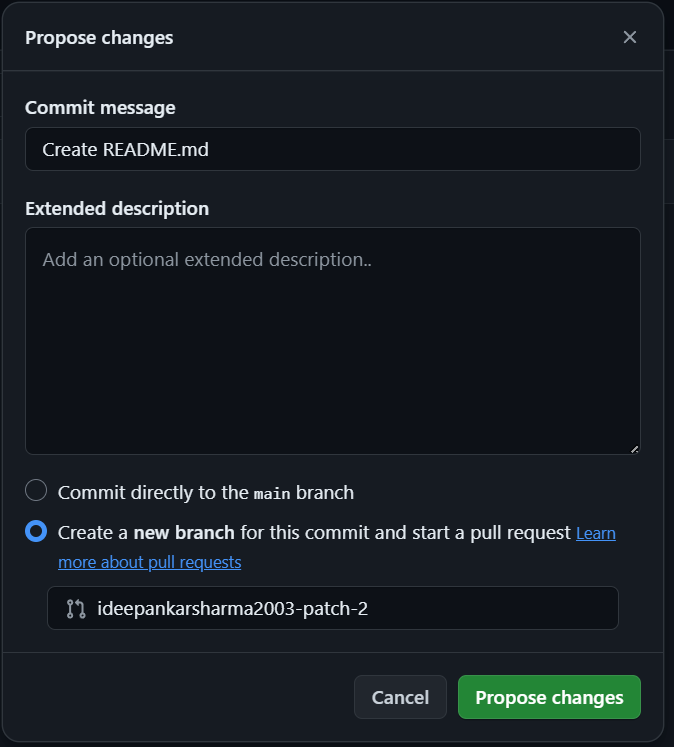 Propose changes
Commit message
Create README.md
Extended description
Add an optional extended description..
Commit directly to the main branch
Create a new branch for this commit and start a pull request Learn
more about pull requests
ideepankarsharma2003-patch-2
Cancel Propose changes